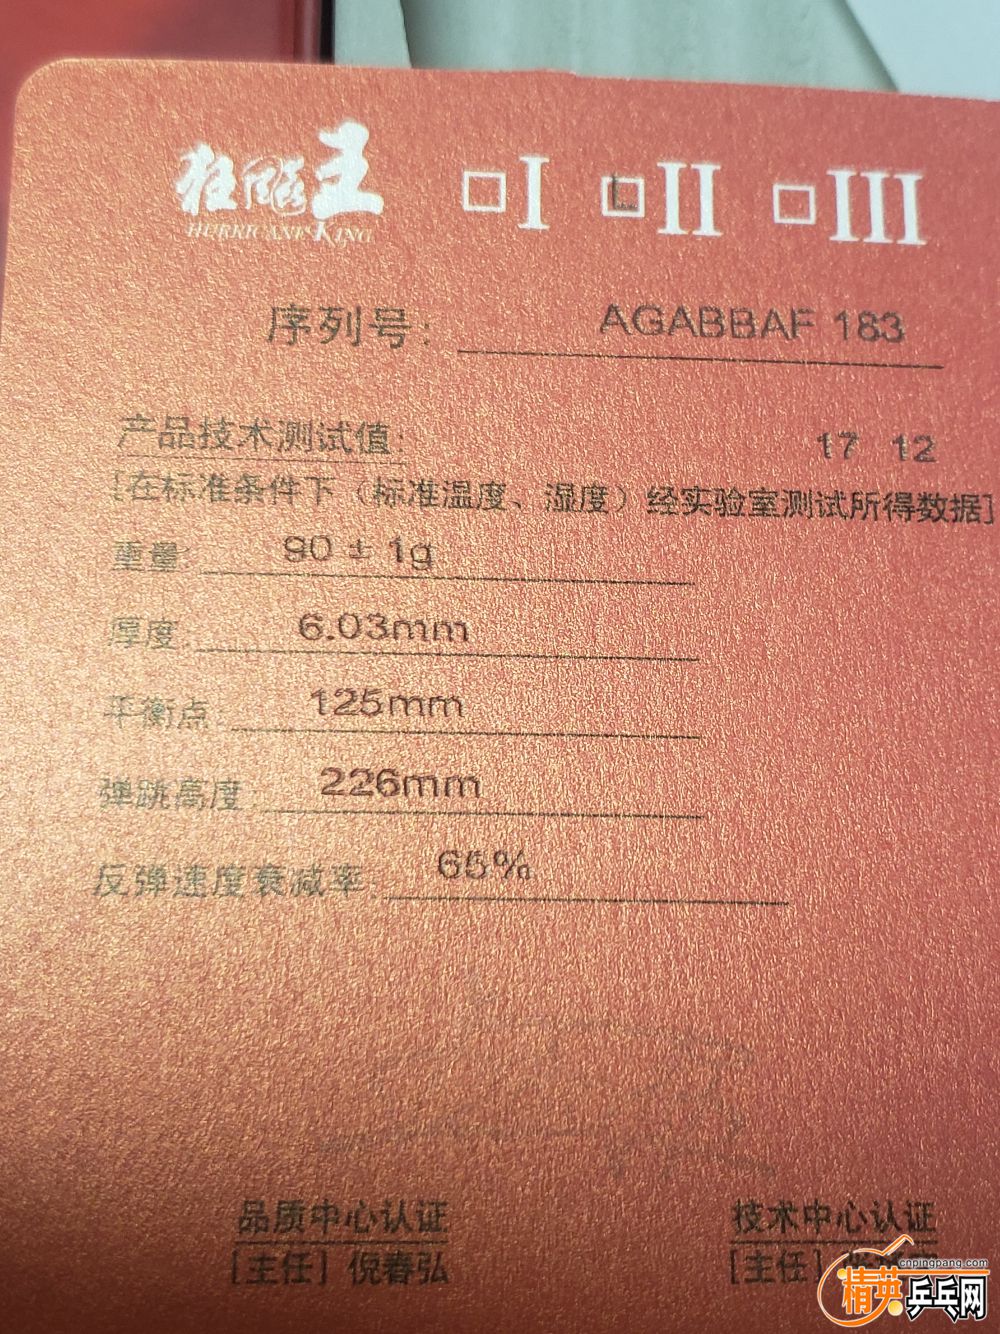 狂飚王 I II III
HURRICANE KING
序列号: AGABBAF 183
产品技术测试值: 17 12
[在标准条件下（标准温度、湿度）经实验室测试所得数据]
重量: 90 ± 1g
厚度: 6.03mm
平衡点: 125mm
弹跳高度: 226mm
反弹速度衰减率: 65%
品质中心认证 技术中心认证
[主任] 倪春弘 [主任]
cnpingpang.com
精英乒乓网